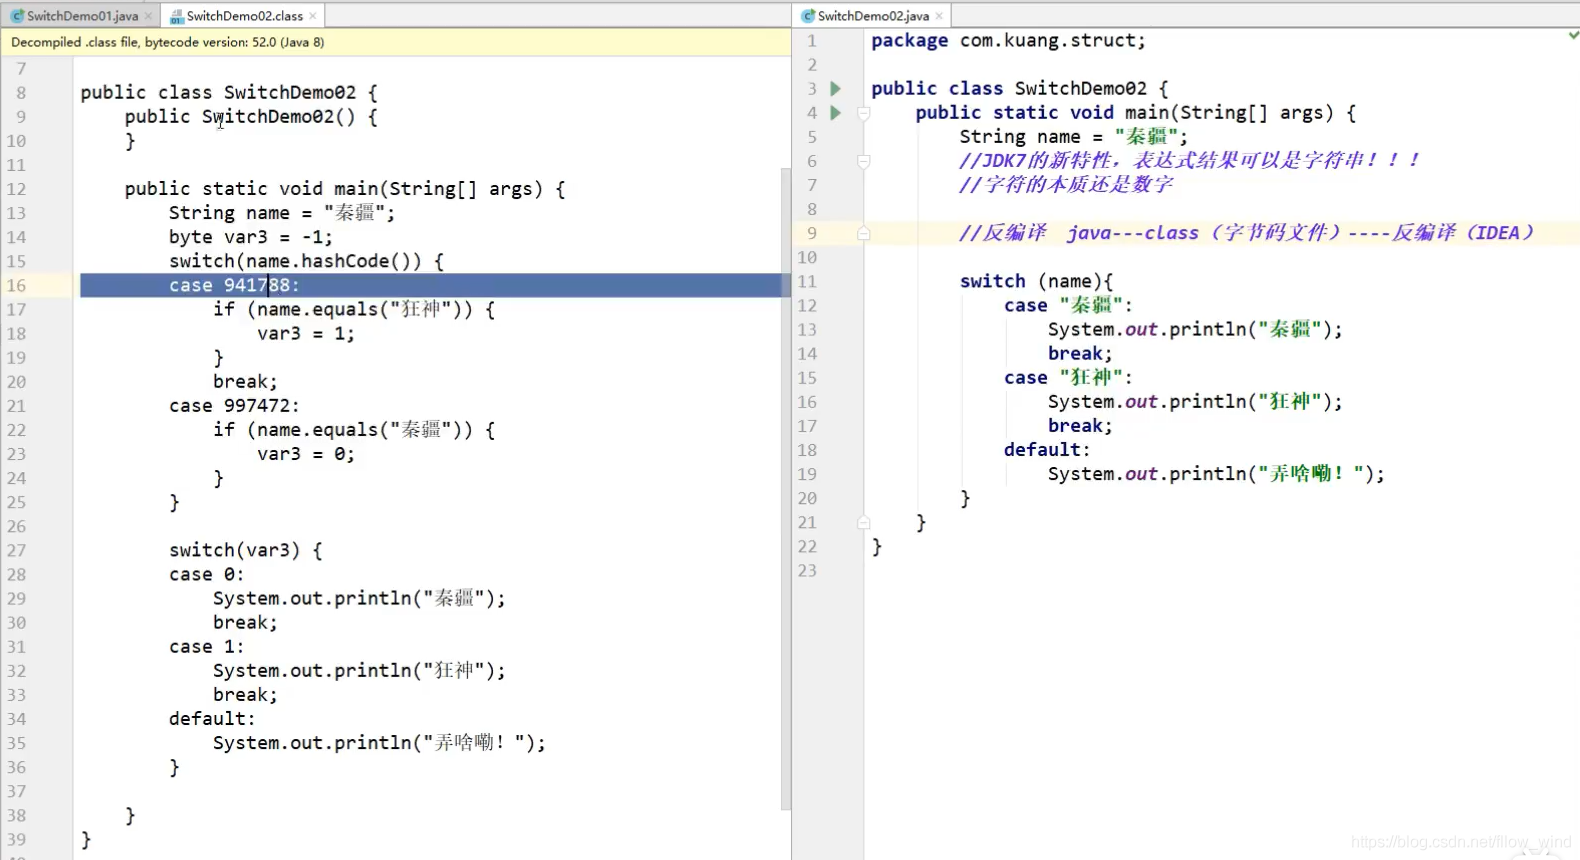 SwitchDemo01.java
SwitchDemo02.class
Decompiled .class file, bytecode version: 52.0 (Java 8)
7
8 public class SwitchDemo02 {
9 public SwitchDemo02() {
10 }
11
12 public static void main(String[] args) {
13 String name = "秦疆";
14 byte var3 = -1;
15 switch(name.hashCode()) {
16 case 941788:
17 if (name.equals("狂神")) {
18 var3 = 1;
19 }
20 break;
21 case 997472:
22 if (name.equals("秦疆")) {
23 var3 = 0;
24 }
25 }
26
27 switch(var3) {
28 case 0:
29 System.out.println("秦疆");
30 break;
31 case 1:
32 System.out.println("狂神");
33 break;
34 default:
35 System.out.println("弄啥嘞！");
36 }
37
38 }
39 }
SwitchDemo02.java
1 package com.kuang.struct;
2
3 public class SwitchDemo02 {
4 public static void main(String[] args) {
5 String name = "秦疆";
6 //JDK7的新特性，表达式结果可以是字符串！！！
7 //字符的本质还是数字
8
9 //反编译 java---class（字节码文件）----反编译（IDEA）
10
11 switch (name){
12 case "秦疆":
13 System.out.println("秦疆");
14 break;
15 case "狂神":
16 System.out.println("狂神");
17 break;
18 default:
19 System.out.println("弄啥嘞！");
20 }
21 }
22 }
23